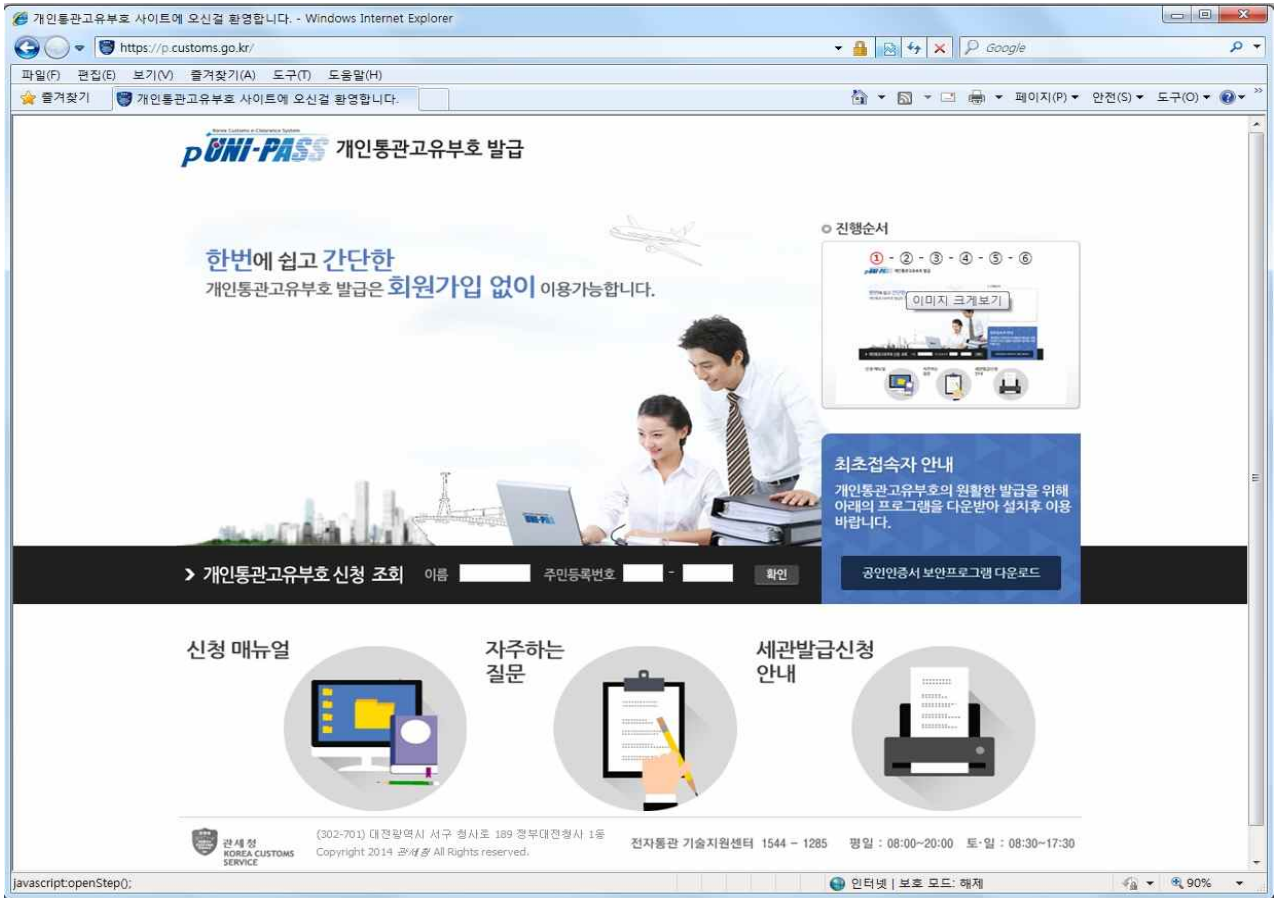 개인통관고유부호 사이트에 오신걸 환영합니다. - Windows Internet Explorer
https://p.customs.go.kr/
Google
파일(F) 편집(E) 보기(V) 즐겨찾기(A) 도구(T) 도움말(H)
즐겨찾기 개인통관고유부호 사이트에 오신걸 환영합니다.
페이지(P) 안전(S) 도구(O)
Korea Customs e-Clearance System
pUNI-PASS 개인통관고유부호 발급
한번에 쉽고 간단한
개인통관고유부호 발급은 회원가입 없이 이용가능합니다.
진행순서
① - ② - ③ - ④ - ⑤ - ⑥
이미지 크게보기
UNI-PASS
최초접속자 안내
개인통관고유부호의 원활한 발급을 위해
아래의 프로그램을 다운받아 설치후 이용
바랍니다.
공인인증서 보안프로그램 다운로드
개인통관고유부호 신청 조회 이름 주민등록번호 - 확인
신청 매뉴얼
자주하는
질문
세관발급신청
안내
관세청
KOREA CUSTOMS
SERVICE
(302-701) 대전광역시 서구 청사로 189 정부대전청사 1동
Copyright 2014 관세청 All Rights reserved.
전자통관 기술지원센터 1544 - 1285 평일 : 08:00~20:00 토·일 : 08:30~17:30
javascript:openStep();
인터넷 | 보호 모드: 해제
90%